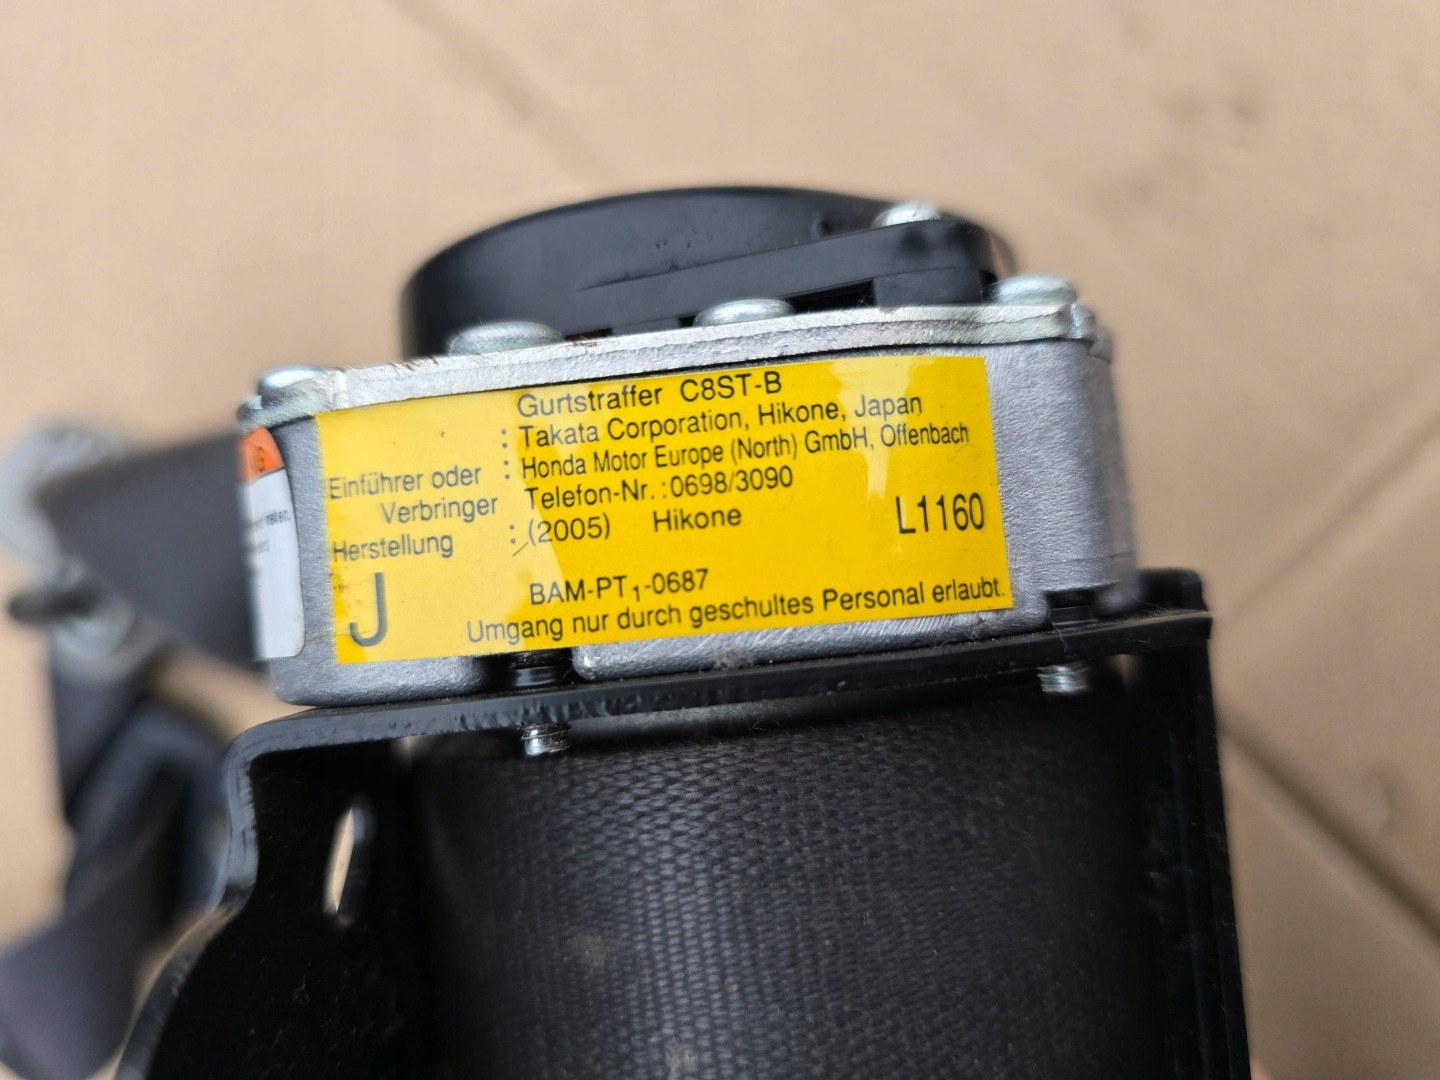 Gurtstraffer C8ST-B
: Takata Corporation, Hikone, Japan
Einführer oder : Honda Motor Europe (North) GmbH, Offenbach
Verbringer Telefon-Nr. :0698/3090
Herstellung : (2005) Hikone L1160
J BAM-PT₁-0687
Umgang nur durch geschultes Personal erlaubt.